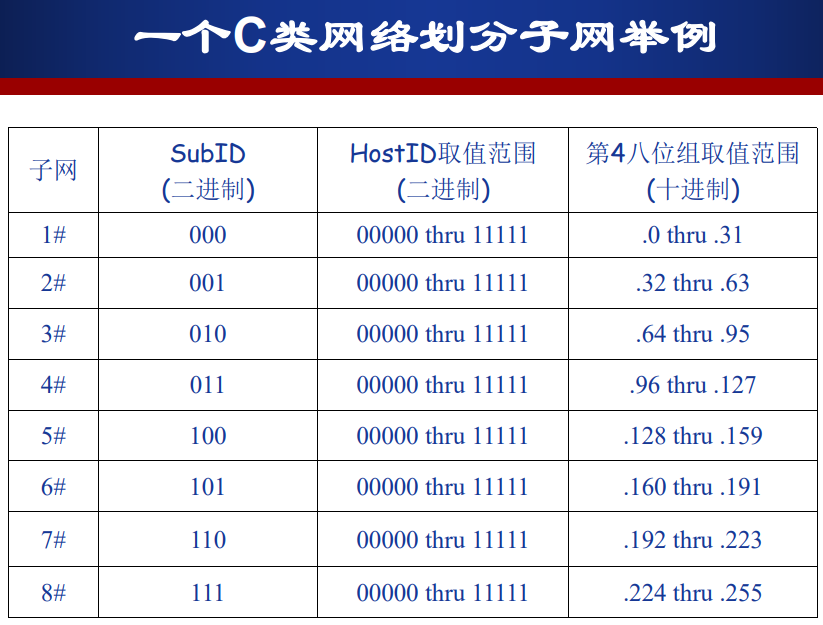 一个C类网络划分子网举例
子网 SubID (二进制) HostID取值范围 (二进制) 第4八位组取值范围 (十进制)
1# 000 00000 thru 11111 .0 thru .31
2# 001 00000 thru 11111 .32 thru .63
3# 010 00000 thru 11111 .64 thru .95
4# 011 00000 thru 11111 .96 thru .127
5# 100 00000 thru 11111 .128 thru .159
6# 101 00000 thru 11111 .160 thru .191
7# 110 00000 thru 11111 .192 thru .223
8# 111 00000 thru 11111 .224 thru .255